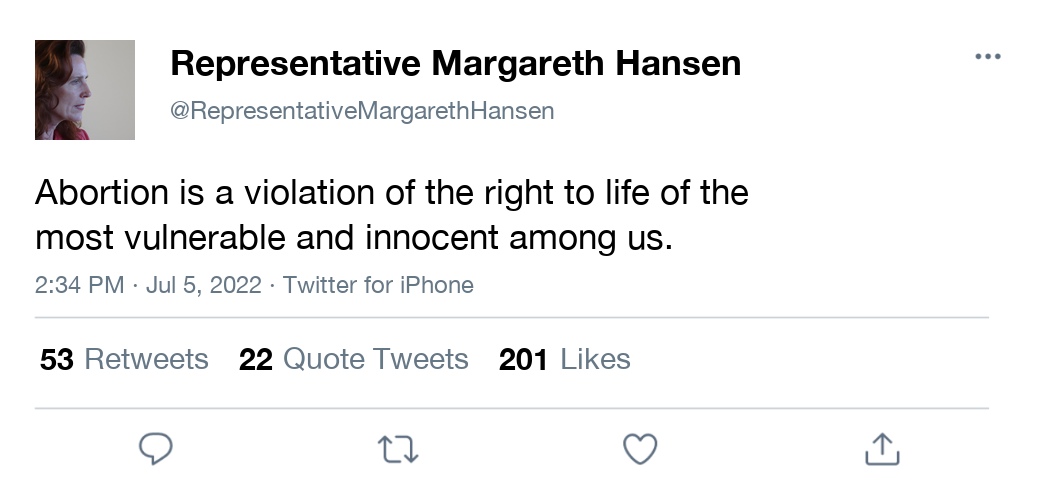 Representative Margareth Hansen
@RepresentativeMargarethHansen
Abortion is a violation of the right to life of the
most vulnerable and innocent among us.
2:34 PM · Jul 5, 2022 · Twitter for iPhone
53 Retweets 22 Quote Tweets 201 Likes